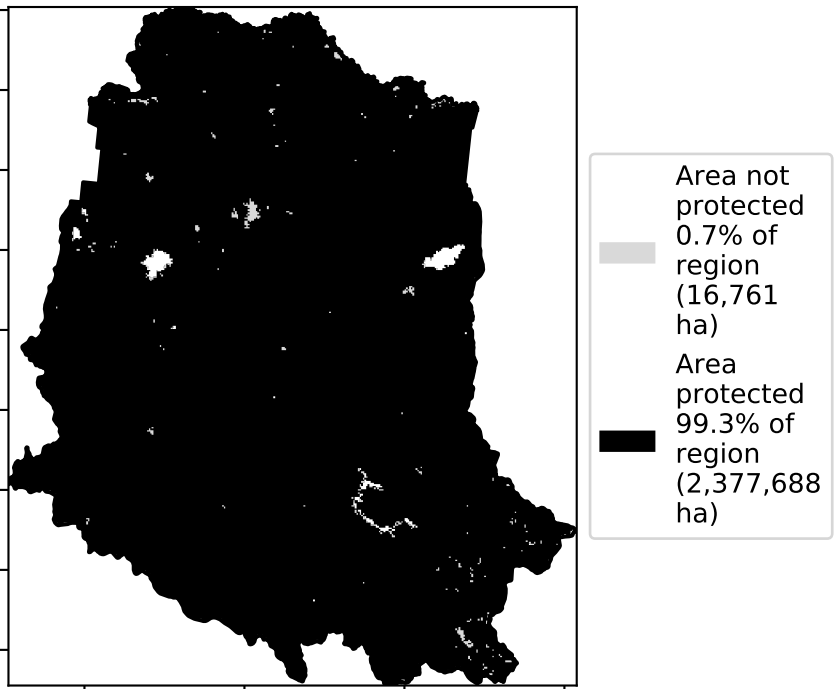 Area not
protected
0.7% of
region
(16,761
ha)
Area
protected
99.3% of
region
(2,377,688
ha)